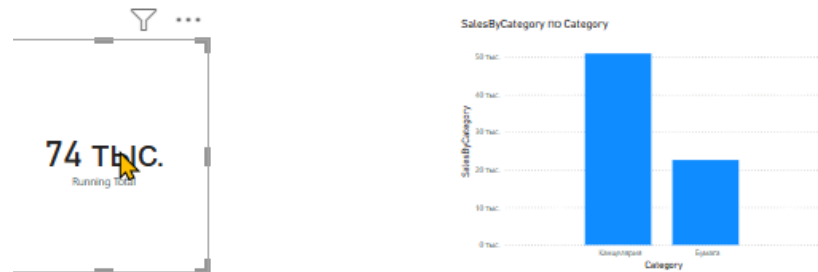 74 тыс.
Running Total
SalesByCategory по Category
50 тыс.
40 тыс.
30 тыс.
20 тыс.
10 тыс.
0 тыс.
SalesByCategory
Канцелярия
Бумага
Category